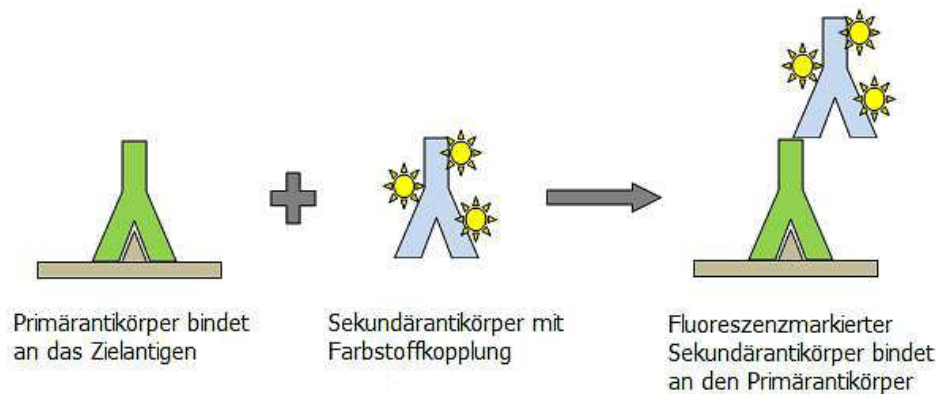 Primärantikörper bindet
an das Zielantigen
Sekundärantikörper mit
Farbstoffkopplung
Fluoreszenzmarkierter
Sekundärantikörper bindet
an den Primärantikörper